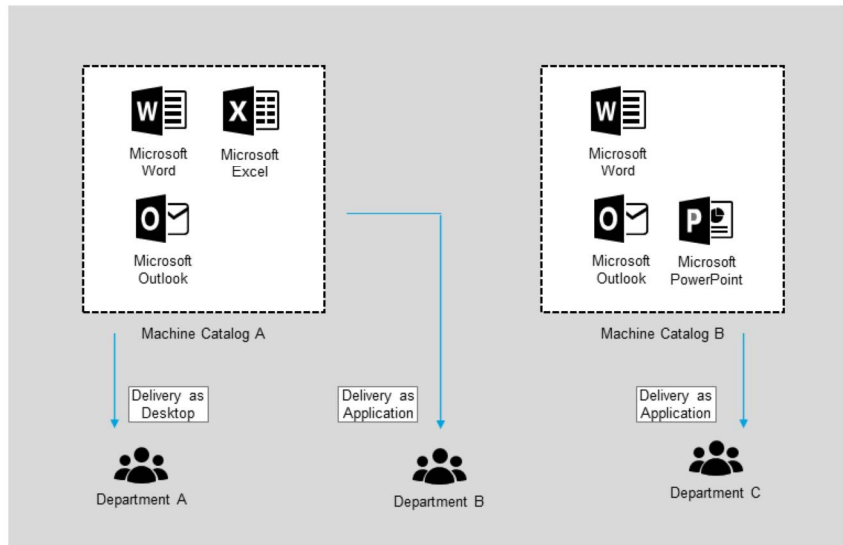 W
X
Microsoft
Word
Microsoft
Excel
O
Microsoft
Outlook
Machine Catalog A
W
Microsoft
Word
O
P
Microsoft
Outlook
Microsoft
PowerPoint
Machine Catalog B
Delivery as
Desktop
Delivery as
Application
Delivery as
Application
Department A
Department B
Department C